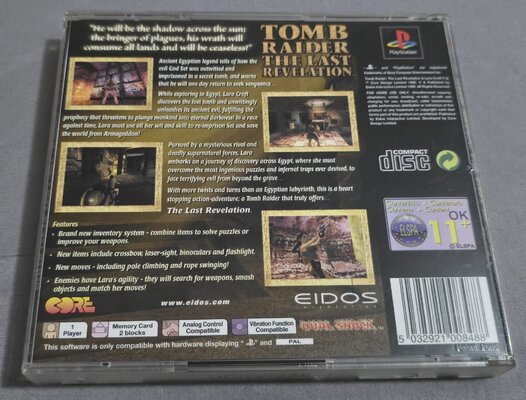 "He will be the shadow across the sun;
the bringer of plagues, his wrath will
consume all lands and will be ceaseless!"
TOMB
RAIDER
THE LAST
REVELATION
PlayStation
Ancient Egyptian legend tells of how the
evil God Set was outwitted and
imprisoned in a secret tomb, and warns
that he will one day return to seek vengeance ...
While exploring in Egypt, Lara Croft
discovers the lost tomb and unwittingly
unleashes its ancient evil, fulfilling the
prophecy that threatens to plunge mankind into eternal darkness! In a race
against time, Lara must use all her wit and skill to re-imprison Set and save
the world from Armageddon!
Pursued by a mysterious rival and
deadly supernatural forces. Lara
embarks on a journey of discovery across Egypt, where she must
overcome the most ingenious puzzles and infernal traps ever devised, to
face terrifying evil from beyond the grave ...
With more twists and turns than an Egyptian labyrinth, this is a heart
stopping action-adventure; a Tomb Raider that truly offers...
The Last Revelation.
Features
• Brand new inventory system - combine items to solve puzzles or
improve your weapons.
• New items include crossbow, laser-sight, binoculars and flashlight.
• New moves - including pole climbing and rope swinging!
• Enemies have Lara's agility - they will search for weapons, smash
objects and match her moves!
COMPACT
disc
ELSPA
11+
OK
© ELSPA
CORE
www.eidos.com
EIDOS
INTERACTIVE
1
Player
Memory Card
2 blocks
Analog Control
Compatible
Vibration Function
Compatible
DUAL SHOCK
This software is only compatible with hardware displaying " " and PAL
5 032921 008488